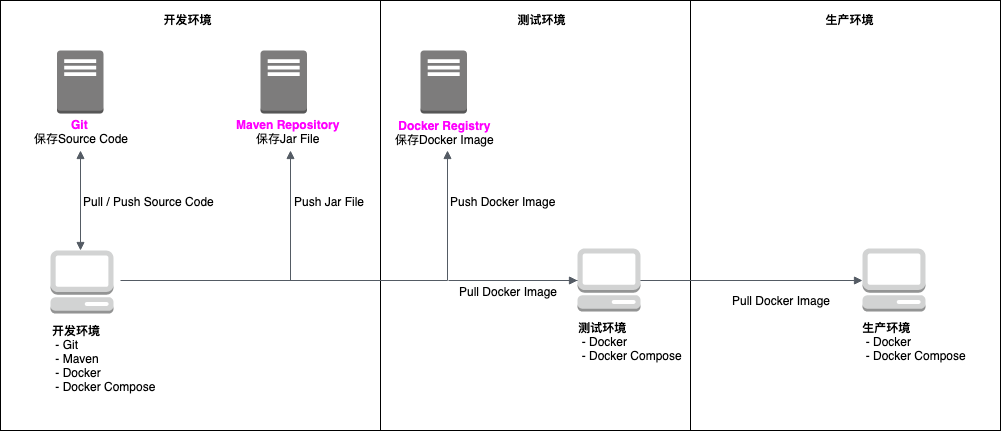 开发环境
测试环境
生产环境
Git
保存Source Code
Maven Repository
保存Jar File
Docker Registry
保存Docker Image
Pull / Push Source Code
Push Jar File
Push Docker Image
Pull Docker Image
Pull Docker Image
开发环境
- Git
- Maven
- Docker
- Docker Compose
测试环境
- Docker
- Docker Compose
生产环境
- Docker
- Docker Compose